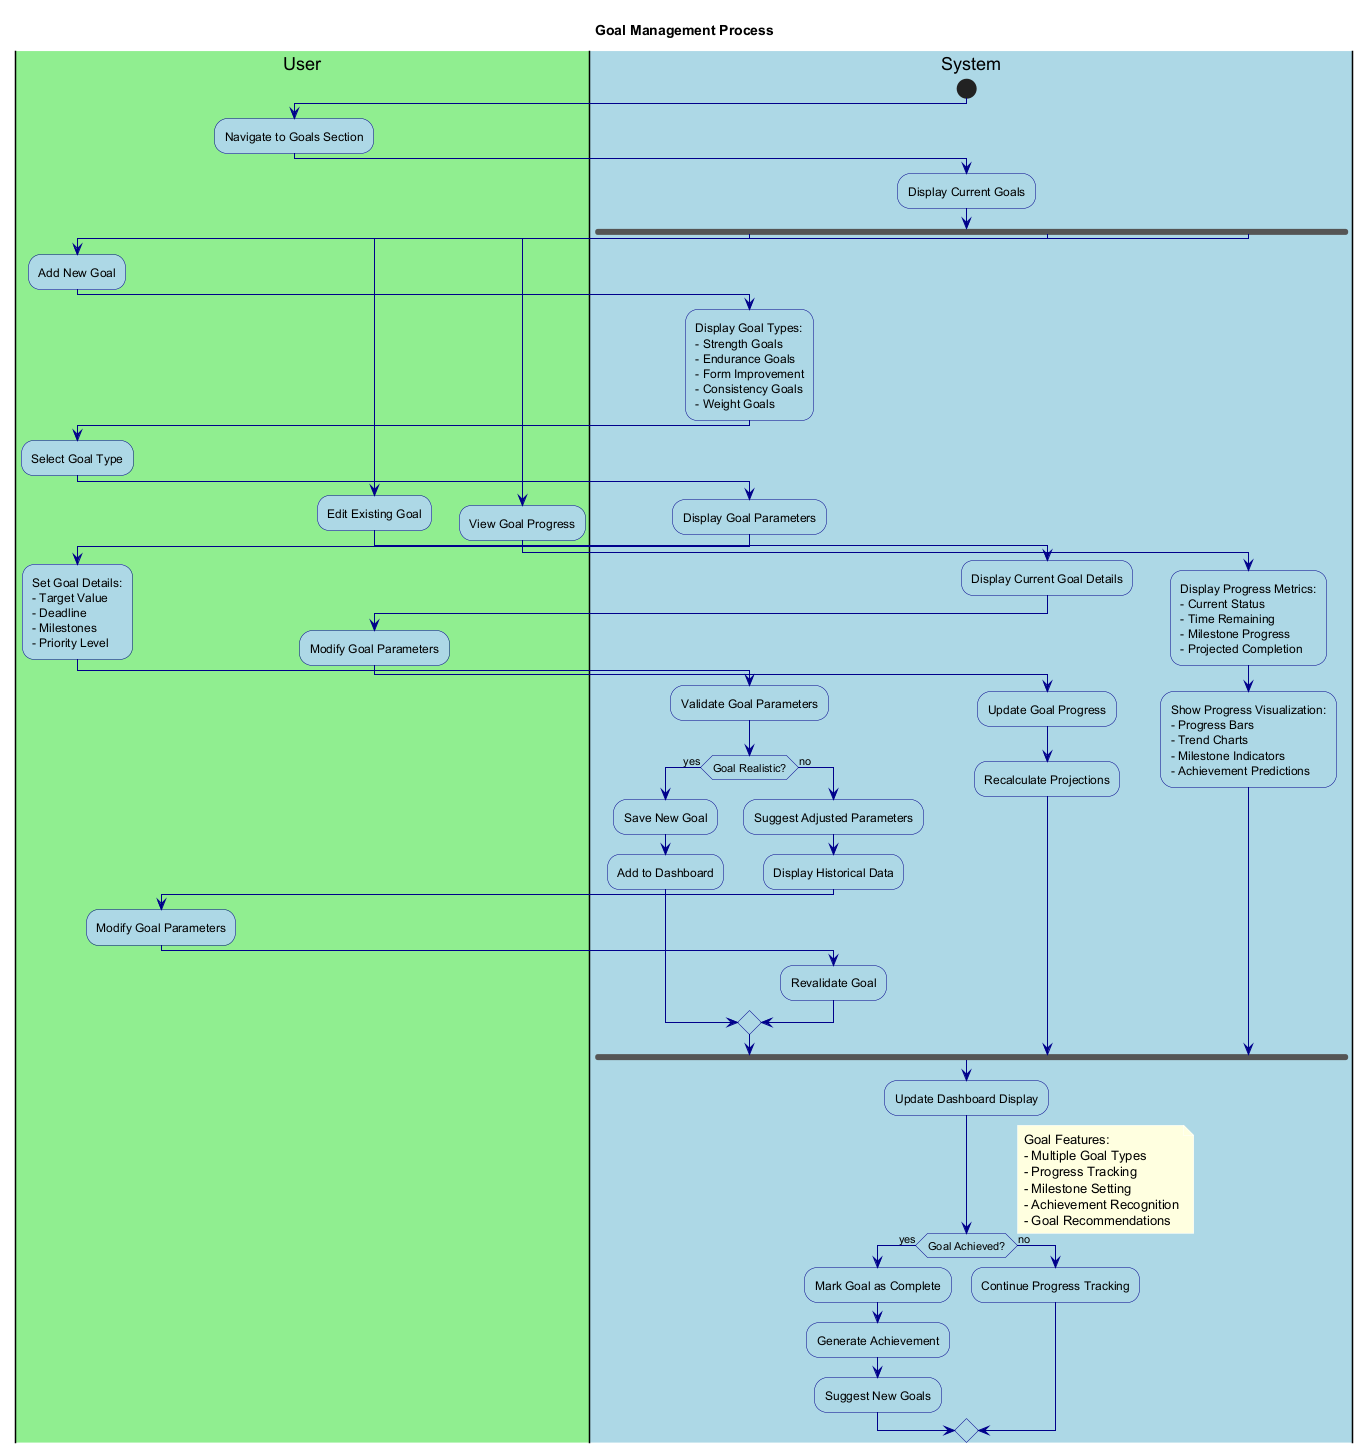 Goal Management Process
User
System
Navigate to Goals Section
Display Current Goals
Add New Goal
Display Goal Types:
- Strength Goals
- Endurance Goals
- Form Improvement
- Consistency Goals
- Weight Goals
Select Goal Type
Edit Existing Goal
View Goal Progress
Display Goal Parameters
Set Goal Details:
- Target Value
- Deadline
- Milestones
- Priority Level
Display Current Goal Details
Display Progress Metrics:
- Current Status
- Time Remaining
- Milestone Progress
- Projected Completion
Modify Goal Parameters
Validate Goal Parameters
Update Goal Progress
Show Progress Visualization:
- Progress Bars
- Trend Charts
- Milestone Indicators
- Achievement Predictions
yes
Goal Realistic?
no
Recalculate Projections
Save New Goal
Suggest Adjusted Parameters
Add to Dashboard
Display Historical Data
Modify Goal Parameters
Revalidate Goal
Update Dashboard Display
Goal Features:
- Multiple Goal Types
- Progress Tracking
- Milestone Setting
- Achievement Recognition
- Goal Recommendations
yes
Goal Achieved?
no
Mark Goal as Complete
Continue Progress Tracking
Generate Achievement
Suggest New Goals